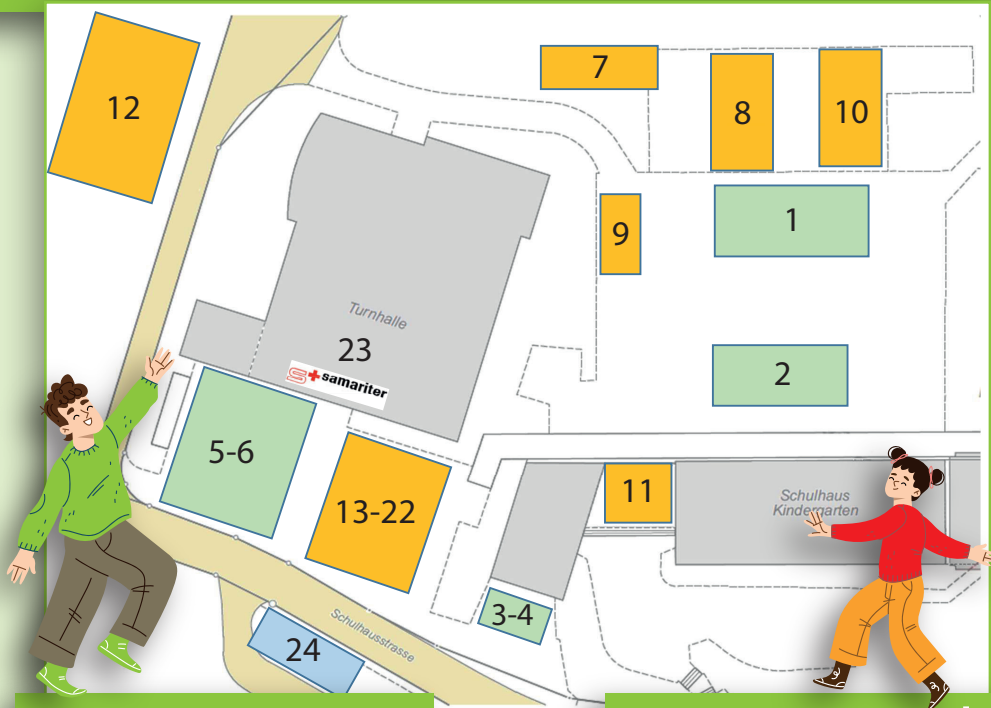 7
12
8
10
1
9
Turnhalle
23
samariter
2
5-6
13-22
11
Schulhaus
Kindergarten
3-4
Schulhausstrasse
24